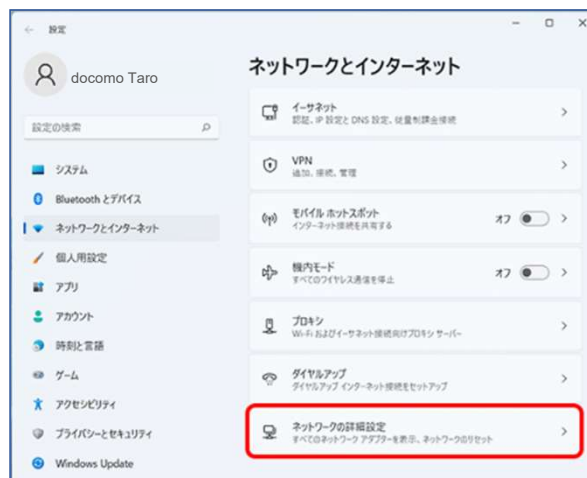 設定
docomo Taro
設定の検索
システム
Bluetooth とデバイス
ネットワークとインターネット
個人用設定
アプリ
アカウント
時刻と言語
ゲーム
アクセシビリティ
プライバシーとセキュリティ
Windows Update
ネットワークとインターネット
イーサネット
認証、IP 設定と DNS 設定、従量制課金接続
VPN
追加、接続、管理
モバイル ホットスポット
インターネット接続を共有する
オフ
機内モード
すべてのワイヤレス通信を停止
オフ
プロキシ
Wi-Fi およびイーサネット接続向けプロキシ サーバー
ダイヤルアップ
ダイヤルアップ インターネット接続をセットアップ
ネットワークの詳細設定
すべてのネットワーク アダプターを表示、ネットワークのリセット